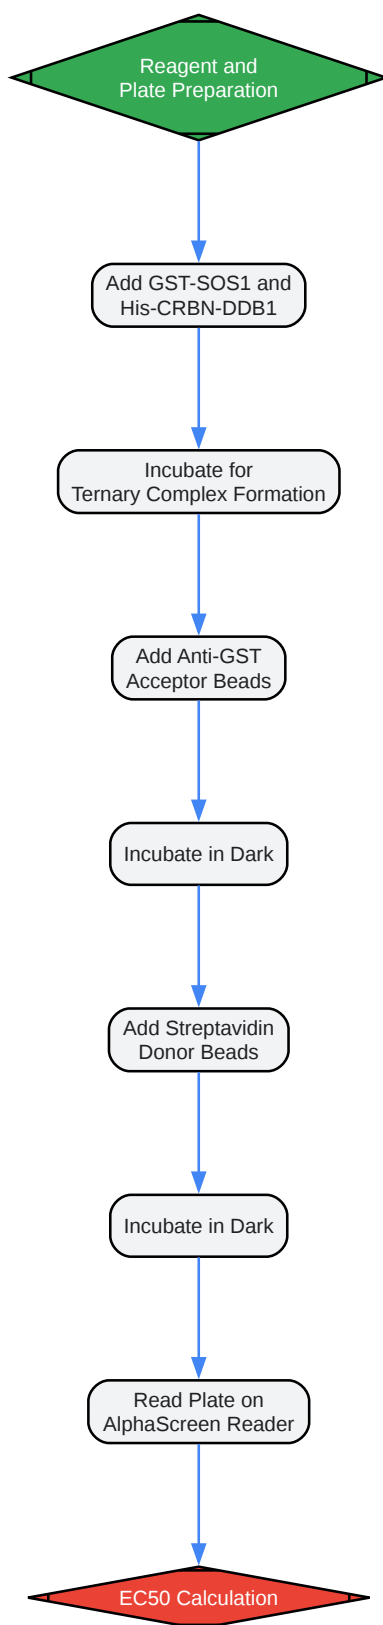 Reagent and
Plate Preparation
Add GST-SOS1 and
His-CRBN-DDB1
Incubate for
Ternary Complex Formation
Add Anti-GST
Acceptor Beads
Incubate in Dark
Add Streptavidin
Donor Beads
Incubate in Dark
Read Plate on
AlphaScreen Reader
EC50 Calculation